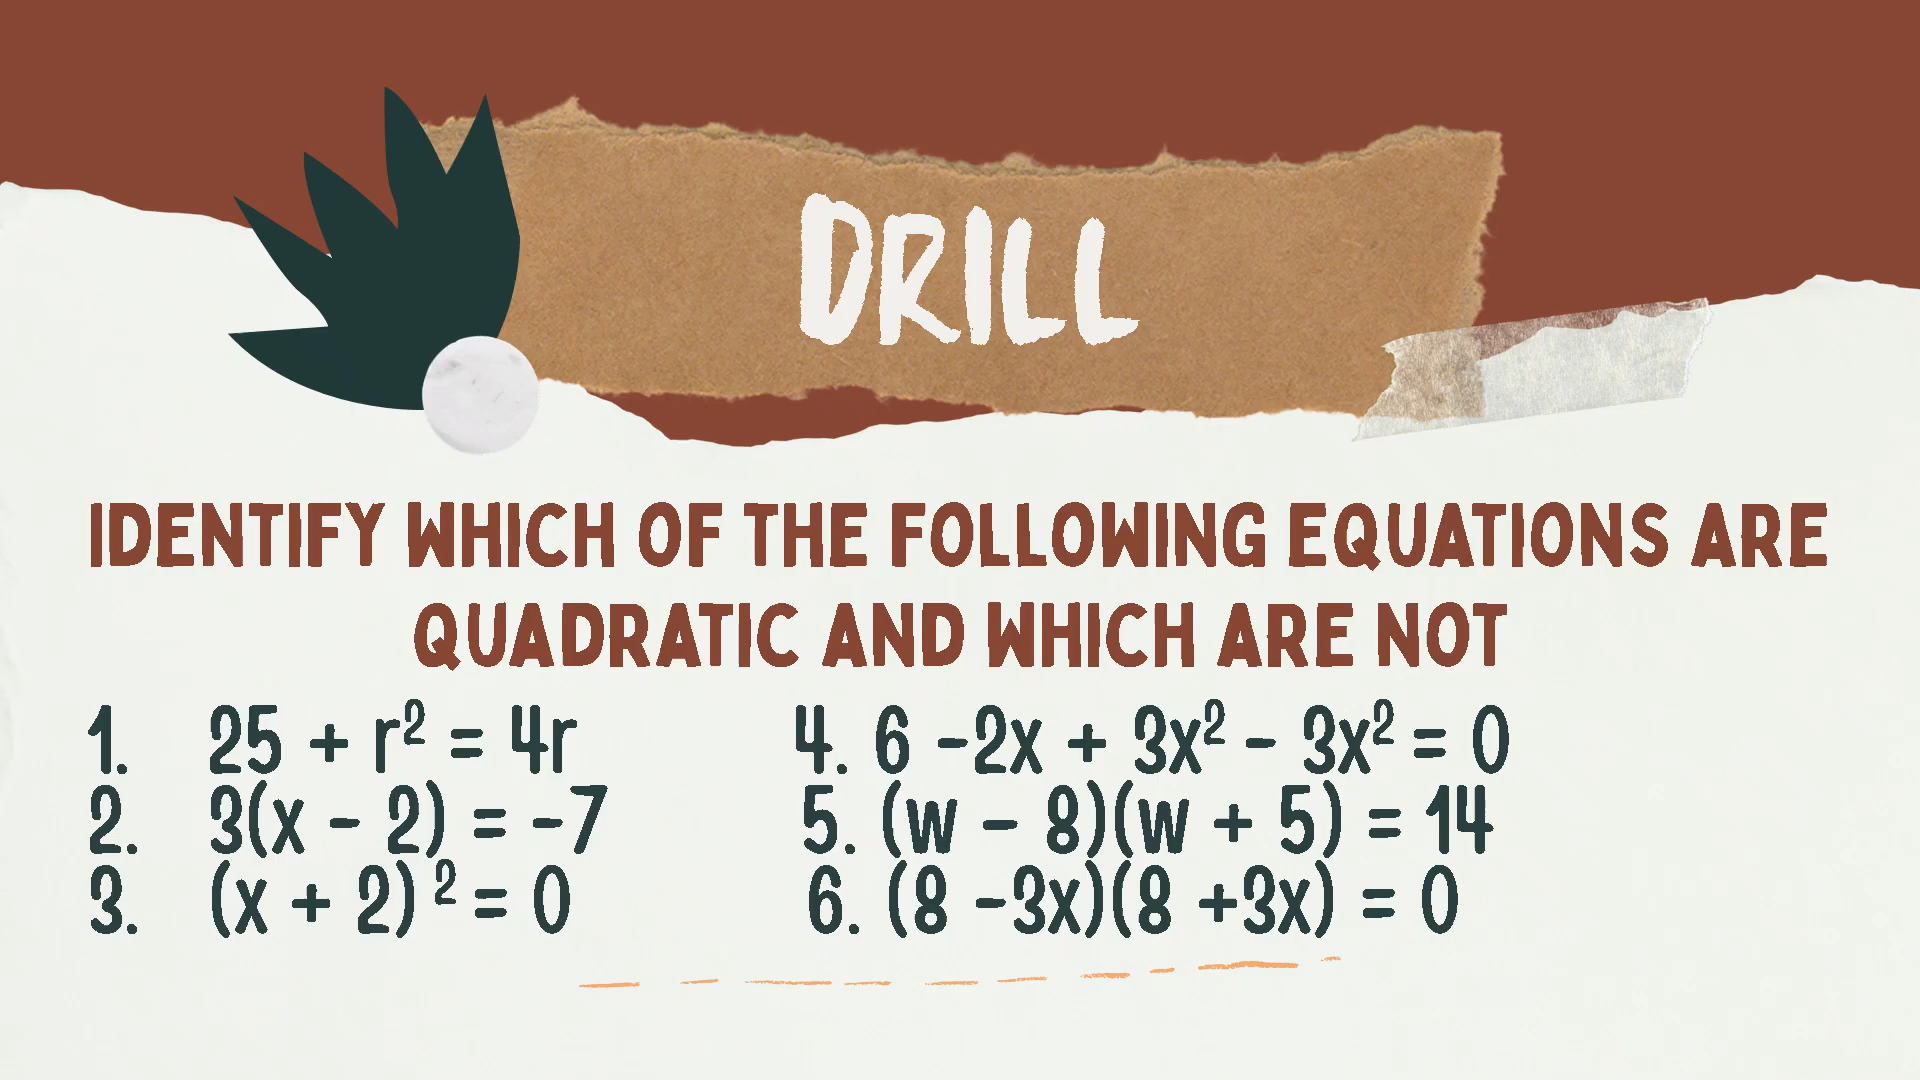 DRILL
IDENTIFY WHICH OF THE FOLLOWING EQUATIONS ARE
QUADRATIC AND WHICH ARE NOT
1. 25 + r² = 4r
2. 3(x – 2) = -7
3. (x + 2) ² = 0
4. 6 -2x + 3x² – 3x² = 0
5. (w – 8)(w + 5) = 14
6. (8 -3x)(8 +3x) = 0